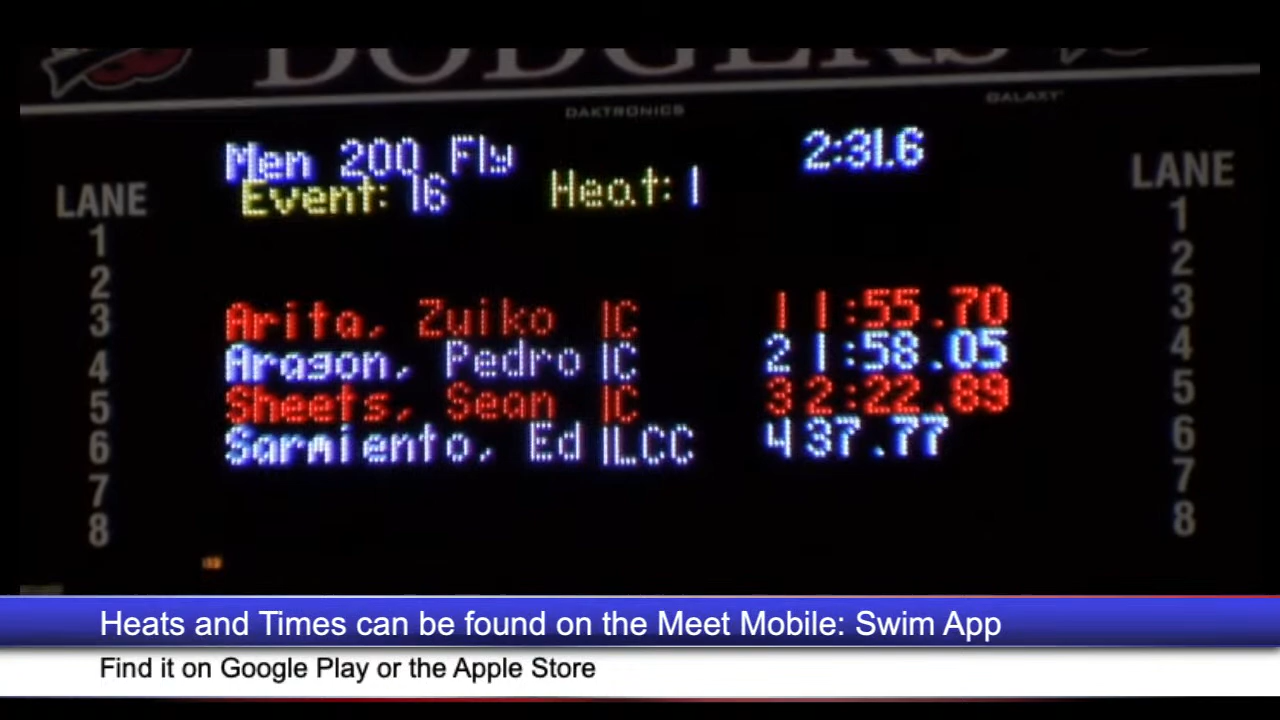 DODGERS
DAKTRONICS GALAXY
Men 200 Fly 2:31.6
Event: 16 Heat: 1
LANE LANE
1 1
2 2
3 Arita, Zuiko IC 1 1:55.70 3
4 Aragon, Pedro IC 2 1:58.05 4
5 Sheets, Sean IC 3 2:22.89 5
6 Sarmiento, Ed ILCC 4 37.77 6
7 7
8 8
Heats and Times can be found on the Meet Mobile: Swim App
Find it on Google Play or the Apple Store